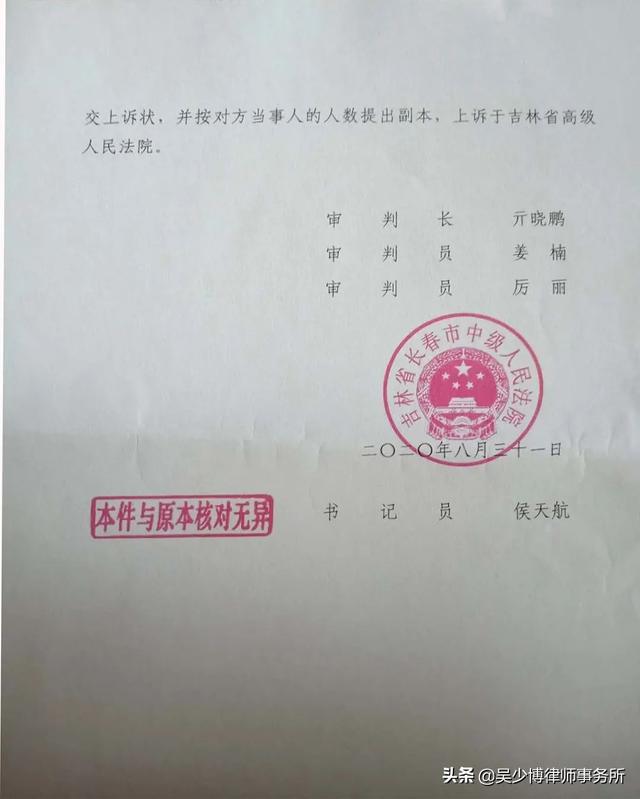 交上诉状，并按对方当事人的人数提出副本，上诉于吉林省高级
人民法院。
审 判 长 亓晓鹏
审 判 员 姜 楠
审 判 员 厉 丽
吉林省长春市中级人民法院
二〇二〇年八月三十一日
本件与原本核对无异
书 记 员 侯天航
头条 @吴少博律师事务所